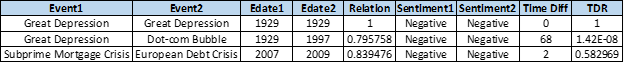 Event1 Event2 Edate1 Edate2 Relation Sentiment1 Sentiment2 Time Diff TDR
Great Depression Great Depression 1929 1929 1 Negative Negative 0 1
Great Depression Dot-com Bubble 1929 1997 0.795758 Negative Negative 68 1.42E-08
Subprime Mortgage Crisis European Debt Crisis 2007 2009 0.839476 Negative Negative 2 0.582969